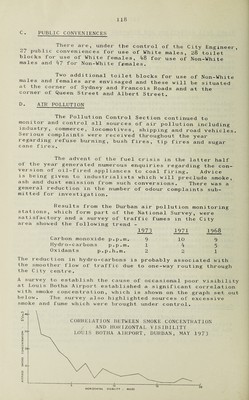 118
C. PUBLIC CONVENIENCES
There are, under the control of the City Engineer,
27 public conveniences for use of White males, 28 toilet
blocks for use of White females, 48 for use of Non-White
males and 47 for Non-White females.
Two additional toilet blocks for use of Non-White
males and females are envisaged and these will be situated
at the corner of Sydney and Francois Roads and at the
corner of Queen Street and Albert Street.
D. AIR POLLUTION
The Pollution Control Section continued to
monitor and control all sources of air pollution including
industry, commerce, locomotives, shipping and road vehicles.
Serious complaints were received throughout the year
regarding refuse burning, bush fires, tip fires and sugar
cane fires.
The advent of the fuel crisis in the latter half
of the year generated numerous enquiries regarding the con-
version of oil-fired appliances to coal firing. Advice
is being given to industrialists which will preclude smoke,
ash and dust emission from such conversions. There was a
general reduction in the number of odour complaints sub-
mitted for investigation.
Results from the Durban air pollution monitoring
stations, which form part of the National Survey, were
satisfactory and a survey of traffic fumes in the City
area showed the following trend -
1973 1971 1968
Carbon monoxide p.p.m. 9 10 9
Hydro-carbons p.p.m. 1 4 5
Oxidants p.p.h.m.
The reduction in hydro-carbons is probably associated with
the smoother flow of traffic due to one-way routing through
the City centre.
A survey to establish the cause of occasional poor visibility
at Louis Botha Airport established a significant correlation
with smoke concentration, which is shown on the graph set out
below. The survey also highlighted sources of excessive
smoke and fume which were brought under control.
CORRELATION BETWEEN SMOKE CONCENTRATION
AND HORIZONTAL VISIBILITY
LOUIS BOTHA AIRPORT, DURBAN, MAY 1973
HORIZONTAL VISIBILITY